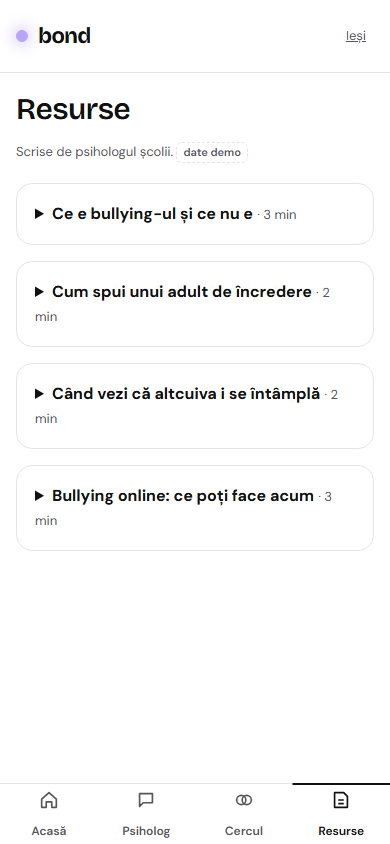 bond
Ieși
Resurse
Scrise de psihologul școlii. date demo
Ce e bullying-ul și ce nu e · 3 min
Cum spui unui adult de încredere · 2
min
Când vezi că altcuiva i se întâmplă · 2
min
Bullying online: ce poți face acum · 3
min
Acasă
Psiholog
Cercul
Resurse